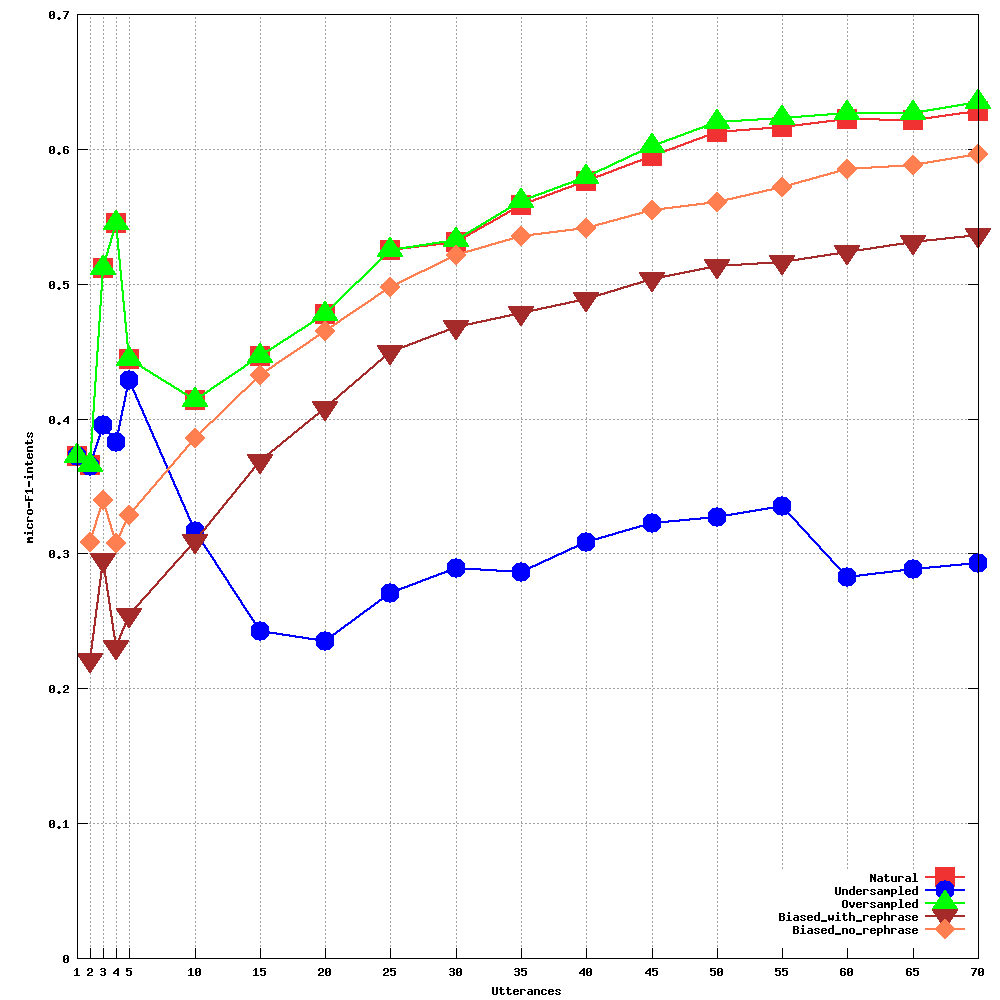 0.7
0.6
0.5
0.4
0.3
0.2
0.1
0
micro-F1-intents
1 2 3 4 5 10 15 20 25 30 35 40 45 50 55 60 65 70
Utterances
Natural
Undersampled
Oversampled
Biased_with_rephrase
Biased_no_rephrase